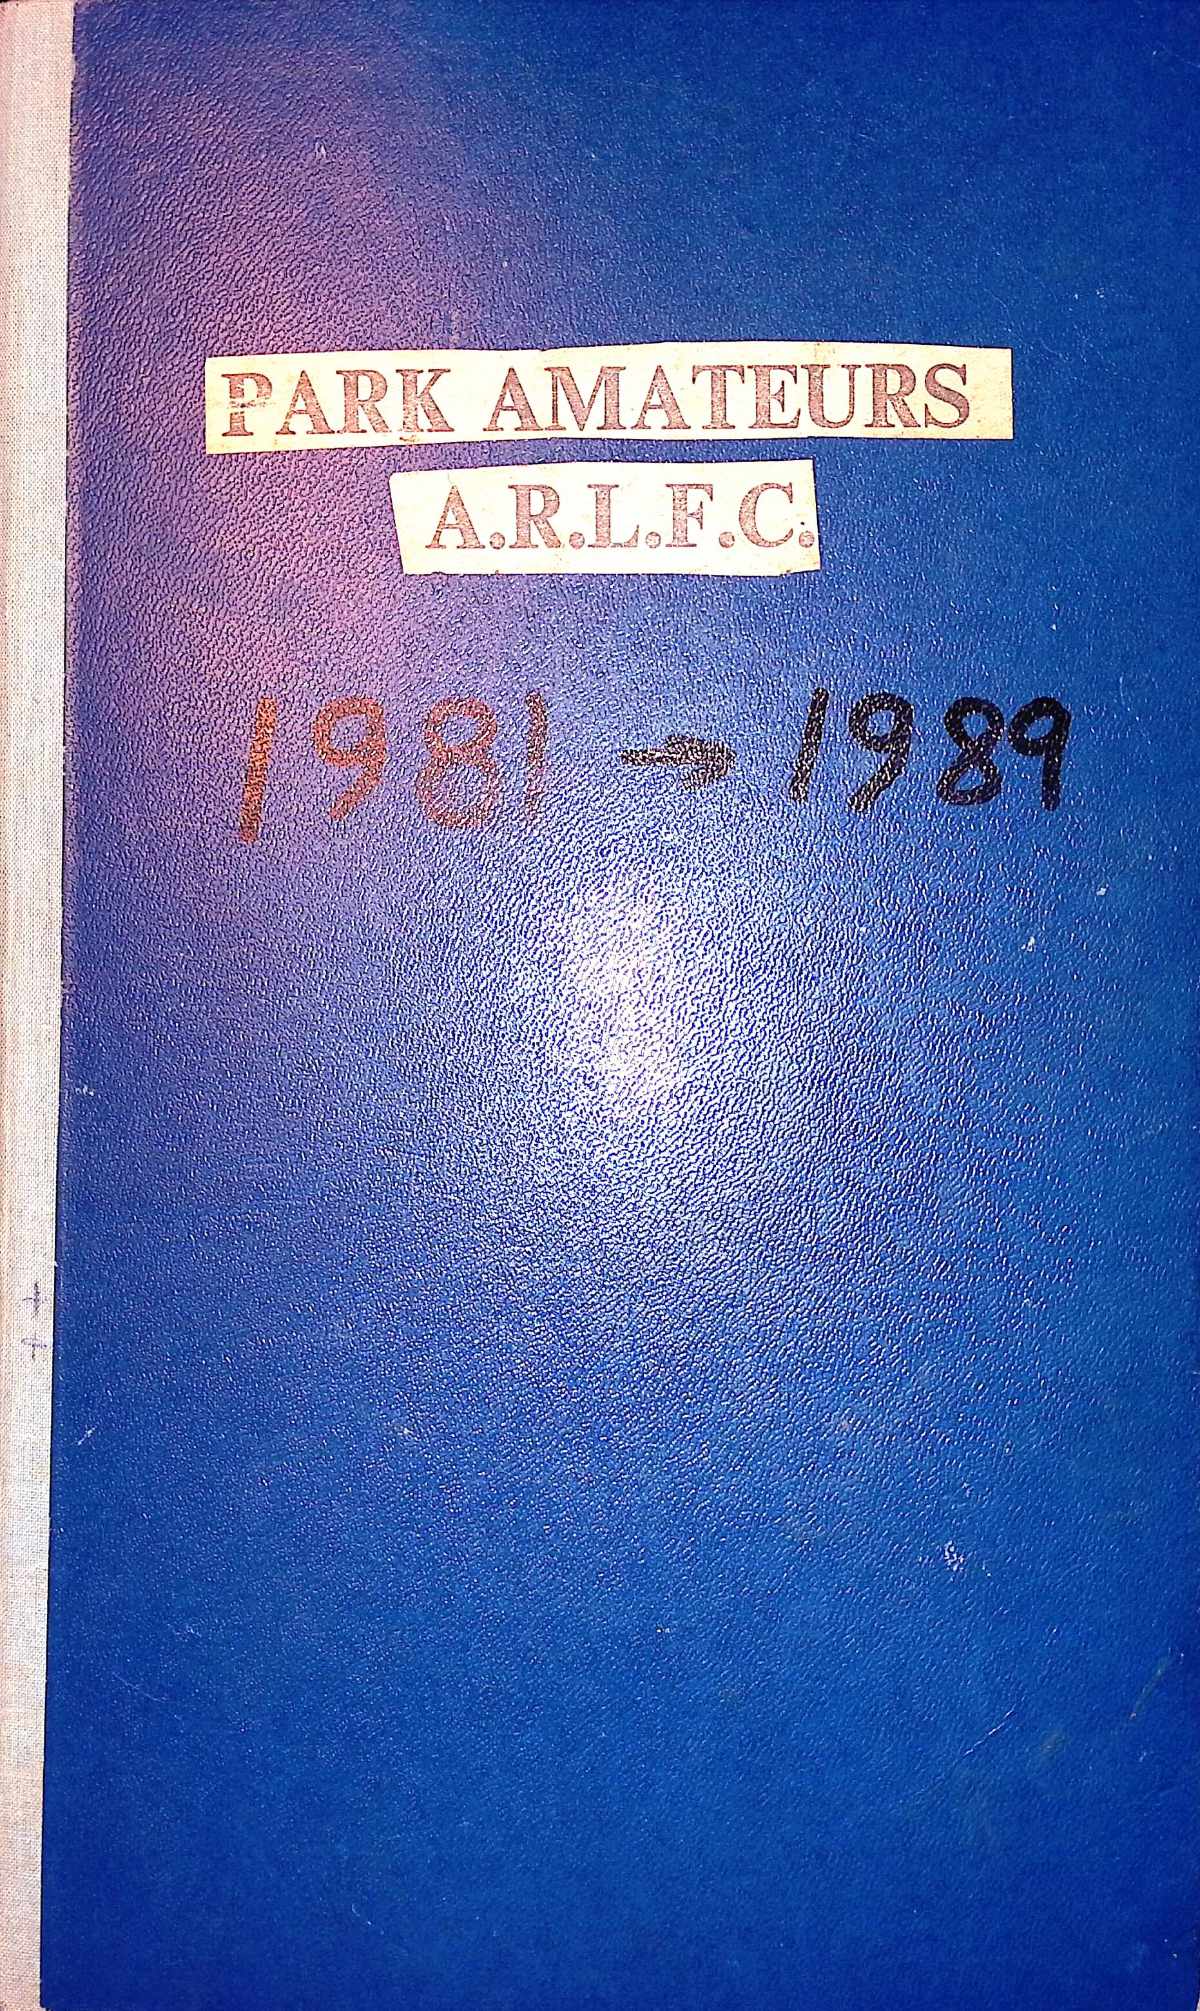 PARK AMATEURS
A.R.L.F.C.
1981 → 1989